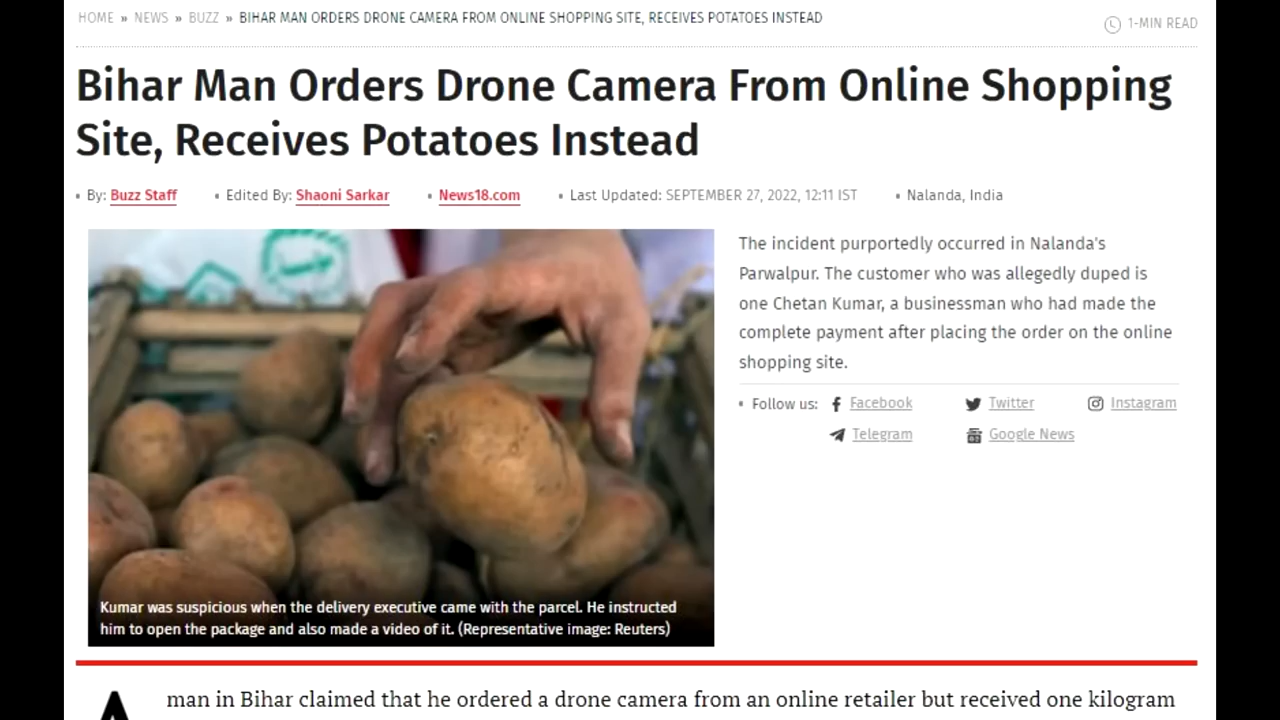 HOME » NEWS » BUZZ » BIHAR MAN ORDERS DRONE CAMERA FROM ONLINE SHOPPING SITE, RECEIVES POTATOES INSTEAD
1-MIN READ
Bihar Man Orders Drone Camera From Online Shopping
Site, Receives Potatoes Instead
By: Buzz Staff
Edited By: Shaoni Sarkar
News18.com
Last Updated: SEPTEMBER 27, 2022, 12:11 IST
Nalanda, India
The incident purportedly occurred in Nalanda's
Parwalpur. The customer who was allegedly duped is
one Chetan Kumar, a businessman who had made the
complete payment after placing the order on the online
shopping site.
Follow us: Facebook Twitter Instagram
Telegram Google News
Kumar was suspicious when the delivery executive came with the parcel. He instructed
him to open the package and also made a video of it. (Representative image: Reuters)
A man in Bihar claimed that he ordered a drone camera from an online retailer but received one kilogram